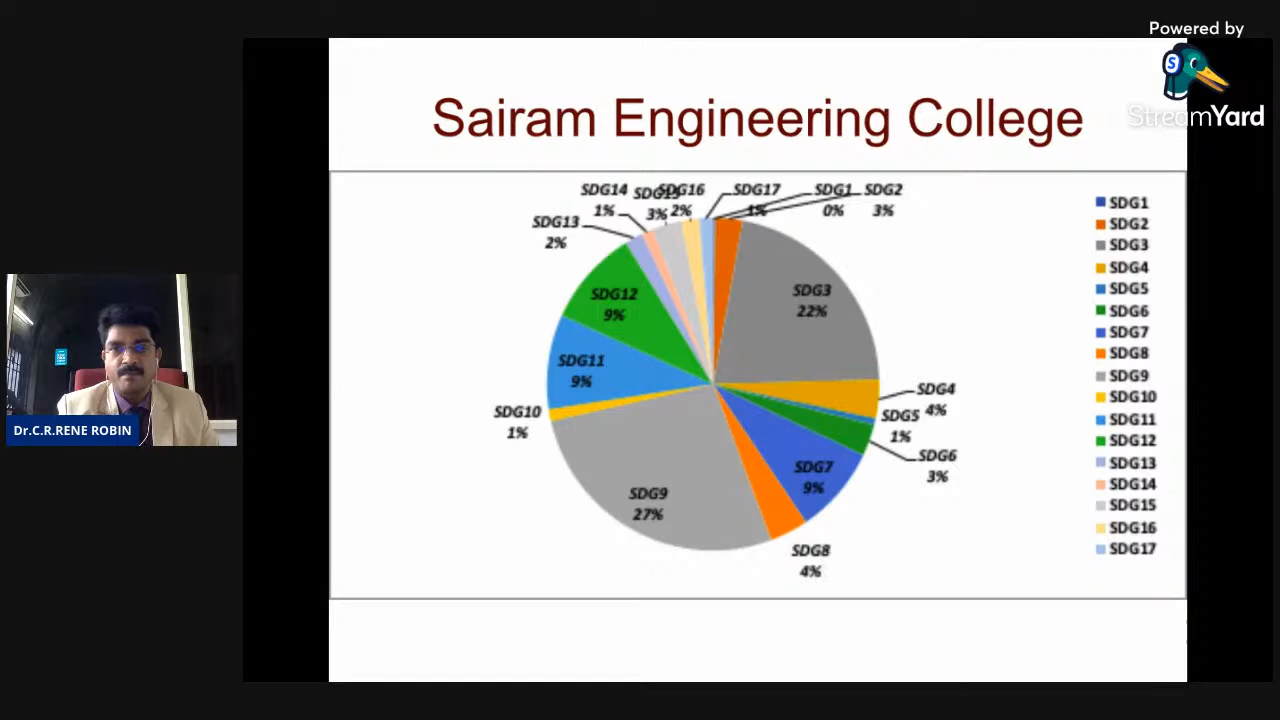 Powered by
StreamYard
Sairam Engineering College
SDG14
1%
SDG15
3%
SDG16
2%
SDG17
1%
SDG1
0%
SDG2
3%
SDG13
2%
SDG12
9%
SDG3
22%
SDG11
9%
SDG4
4%
SDG10
1%
SDG5
1%
SDG6
3%
SDG7
9%
SDG9
27%
SDG8
4%
SDG1
SDG2
SDG3
SDG4
SDG5
SDG6
SDG7
SDG8
SDG9
SDG10
SDG11
SDG12
SDG13
SDG14
SDG15
SDG16
SDG17
Dr.C.R.RENE ROBIN